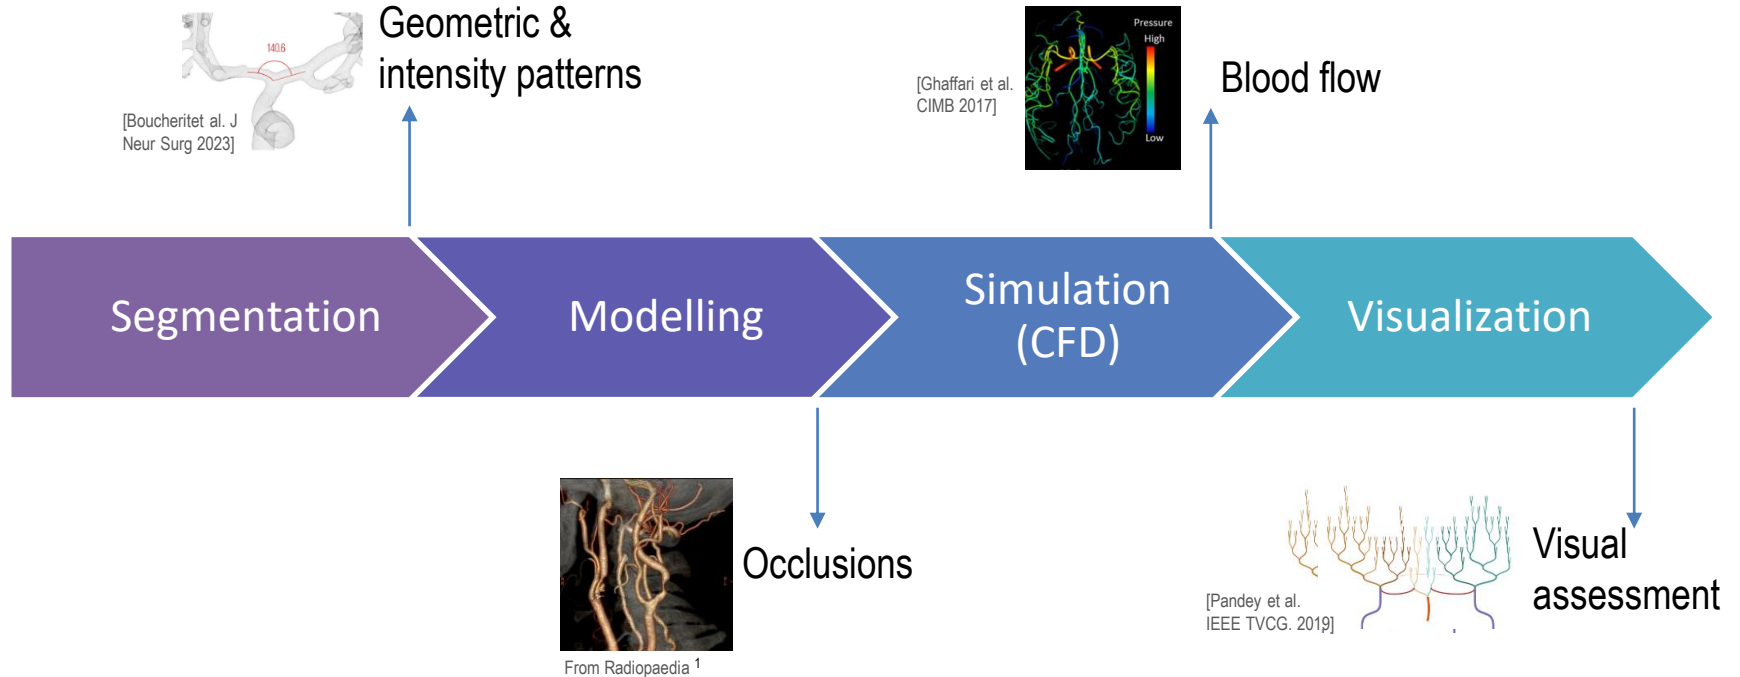 Geometric &
intensity patterns
140.6
[Boucheritet al. J
Neur Surg 2023]
Pressure
High
Low
[Ghaffari et al.
CIMB 2017]
Blood flow
Segmentation
Modelling
Simulation
(CFD)
Visualization
Occlusions
From Radiopaedia 1
Visual
assessment
[Pandey et al.
IEEE TVCG. 2019]